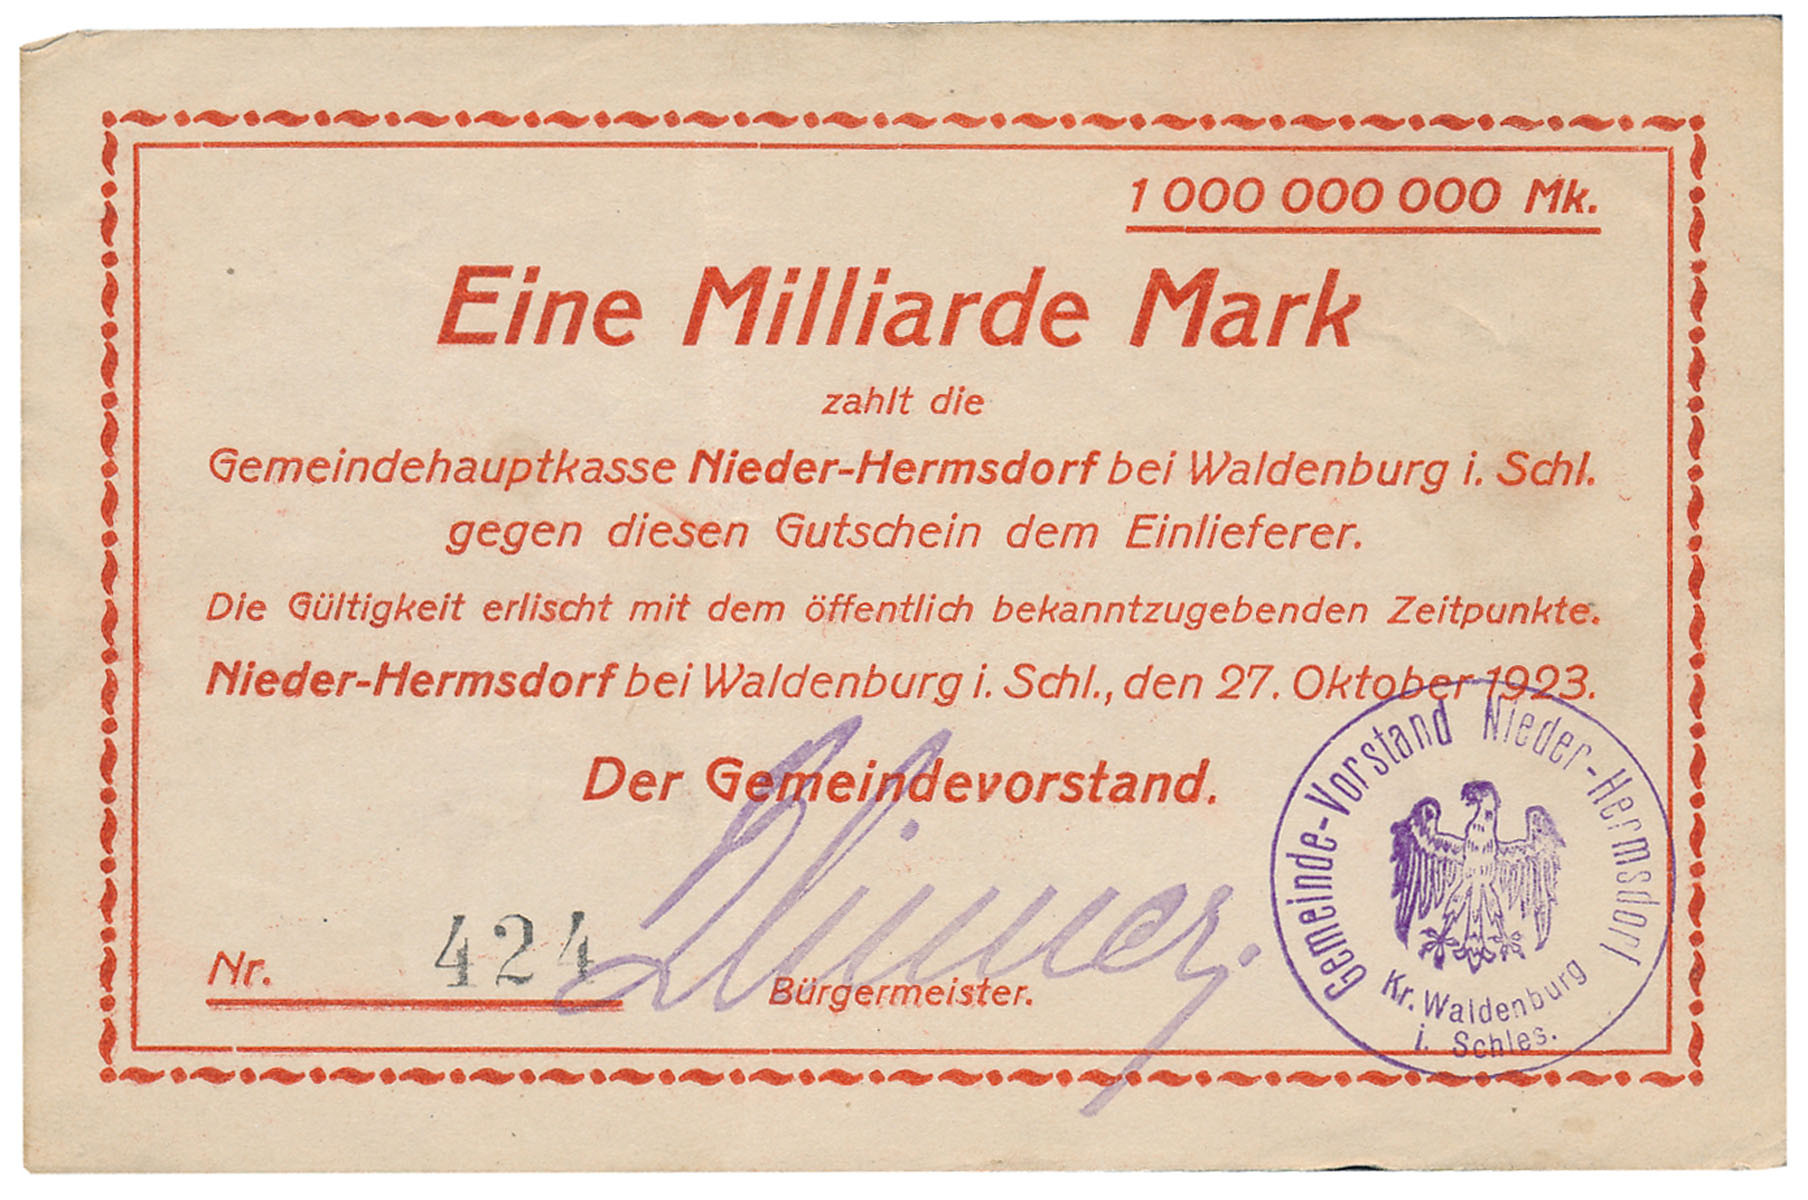 1 000 000 000 Mk.
Eine Milliarde Mark
zahlt die
Gemeindehauptkasse Nieder-Hermsdorf bei Waldenburg i. Schl.
gegen diesen Gutschein dem Einlieferer.
Die Gültigkeit erlischt mit dem öffentlich bekanntzugebenden Zeitpunkte.
Nieder-Hermsdorf bei Waldenburg i. Schl., den 27. Oktober 1923.
Der Gemeindevorstand.
Nr. 424
Bürgermeister.
Gemeinde-Vorstand Nieder-Hermsdorf
Kr. Waldenburg
i. Schles.